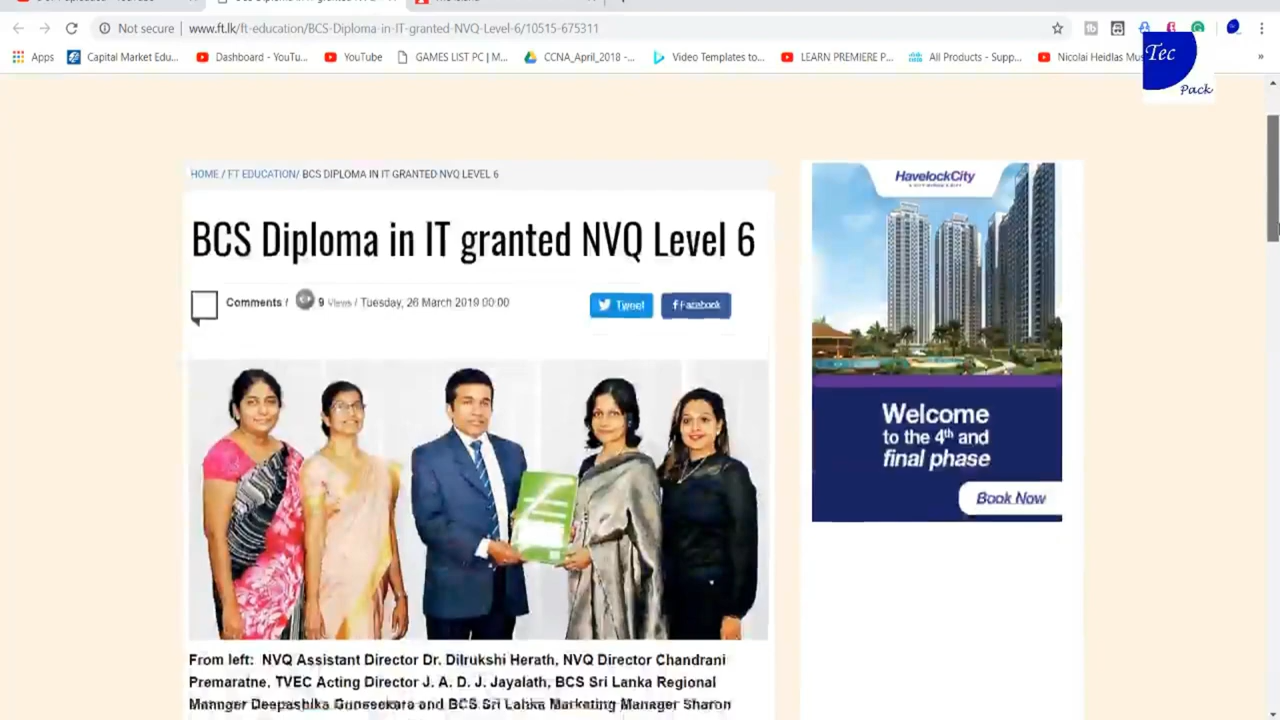 Not secure | www.ft.lk/ft-education/BCS-Diploma-in-IT-granted-NVQ-Level-6/10515-675311
Apps Capital Market Edu... Dashboard - YouTu... YouTube GAMES LIST PC | M... CCNA_April_2018 -... Video Templates to... LEARN PREMIERE P... All Products - Supp... Nicolai Heidlas Mus »
Tec
Pack
HOME / FT EDUCATION/ BCS DIPLOMA IN IT GRANTED NVQ LEVEL 6
BCS Diploma in IT granted NVQ Level 6
Comments / 9 Views / Tuesday, 26 March 2019 00:00
Tweet
f Facebook
From left: NVQ Assistant Director Dr. Dilrukshi Herath, NVQ Director Chandrani
Premaratne, TVEC Acting Director J. A. D. J. Jayalath, BCS Sri Lanka Regional
Manager Deepashika Guneeekara and BCS Sri Lanka Marketing Manager Sharon
HavelockCity
Welcome
to the 4th and
final phase
Book Now